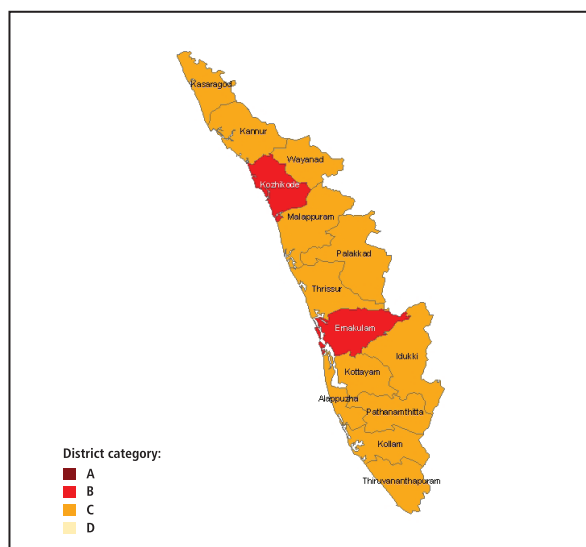 Kasaragod
Kannur
Wayanad
Kozhikode
Malappuram
Palakkad
Thrissur
Ernakulam
Idukki
Kottayam
Alappuzha
Pathanamthitta
Kollam
Thiruvananthapuram
District category:
A
B
C
D